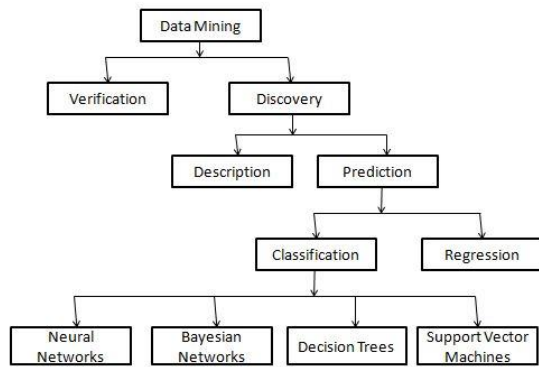 Data Mining
Verification
Discovery
Description
Prediction
Classification
Regression
Neural
Networks
Bayesian
Networks
Decision Trees
Support Vector
Machines